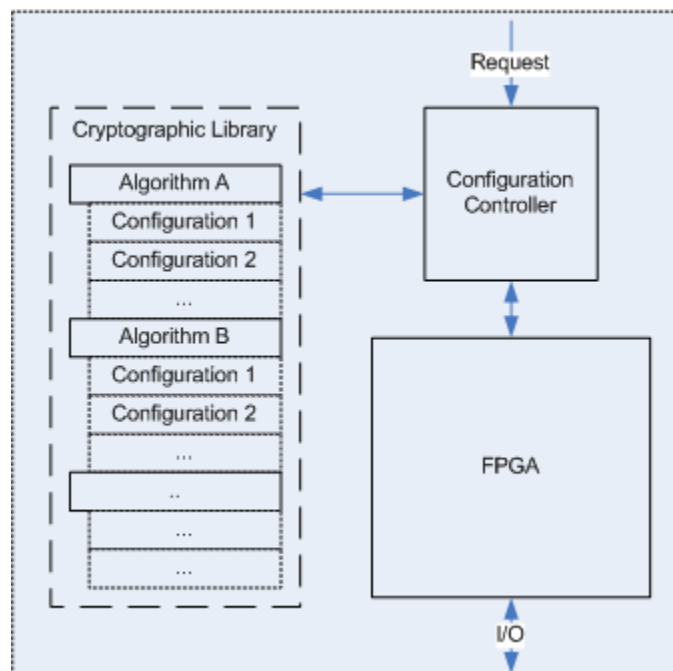 Request
Cryptographic Library
Algorithm A
Configuration 1
Configuration 2
...
Algorithm B
Configuration 1
Configuration 2
...
..
...
...
Configuration
Controller
FPGA
I/O